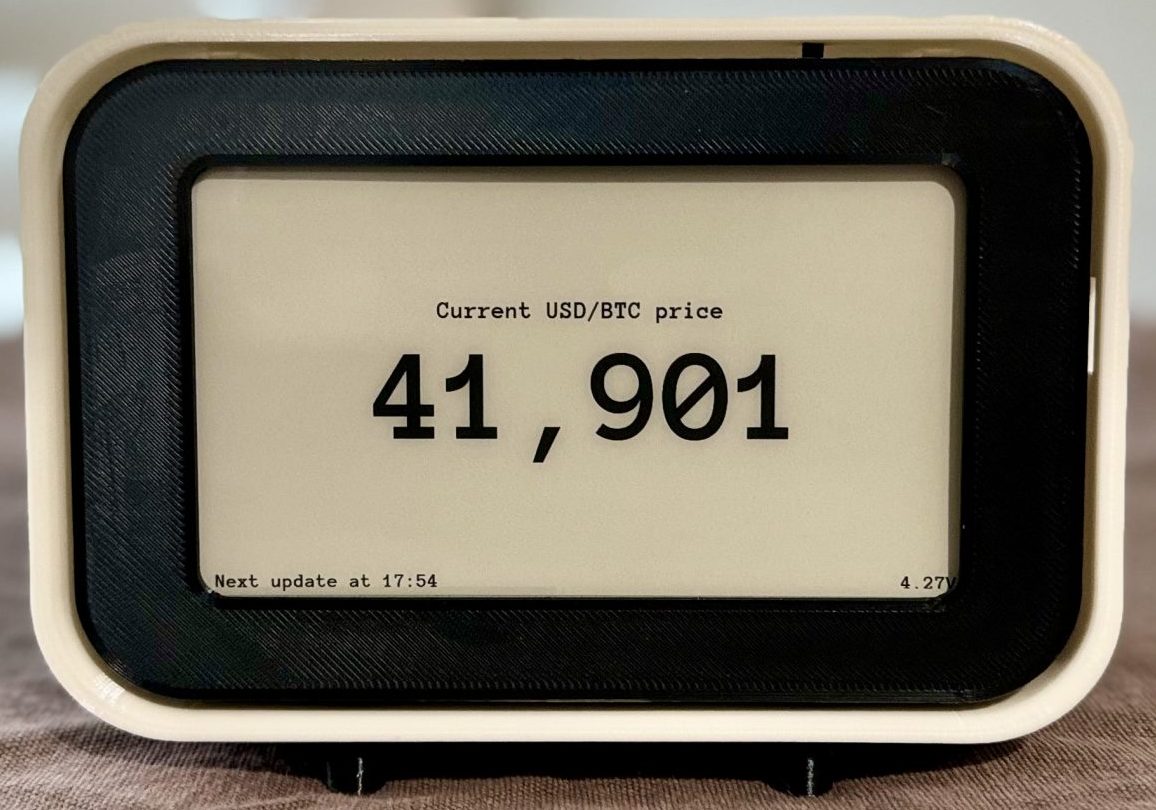 Current USD/BTC price
41,901
Next update at 17:54
4.27V